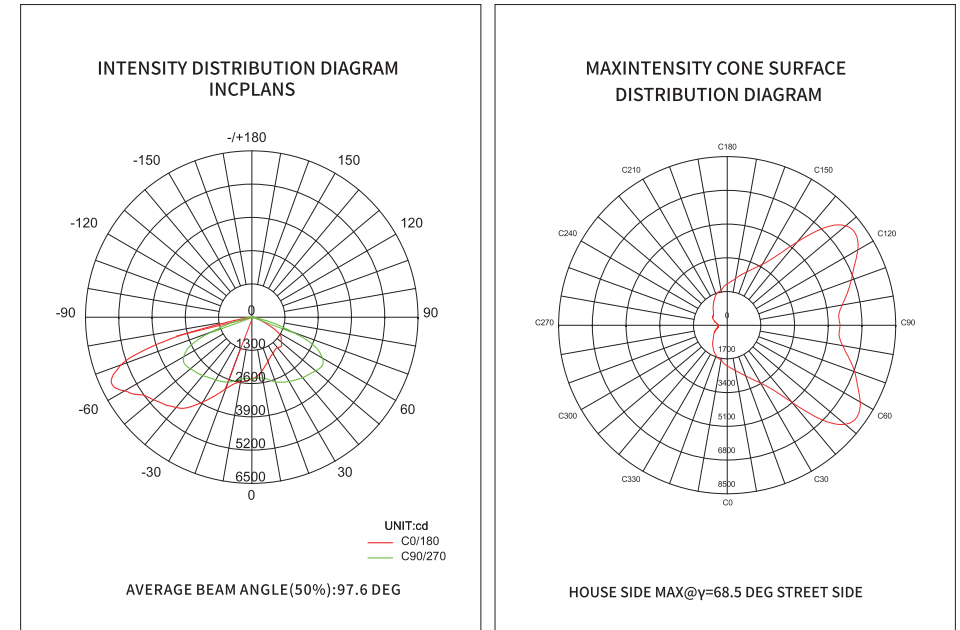 INTENSITY DISTRIBUTION DIAGRAM
INCPLANS
-/+180
-150
150
-120
120
-90
90
-60
60
-30
30
0
0
1300
2600
3900
5200
6500
UNIT:cd
C0/180
C90/270
AVERAGE BEAM ANGLE(50%):97.6 DEG
MAXINTENSITY CONE SURFACE
DISTRIBUTION DIAGRAM
C180
C210
C150
C240
C120
C270
C90
C300
C60
C330
C30
C0
0
1700
3400
5100
6800
8500
HOUSE SIDE MAX@γ=68.5 DEG STREET SIDE